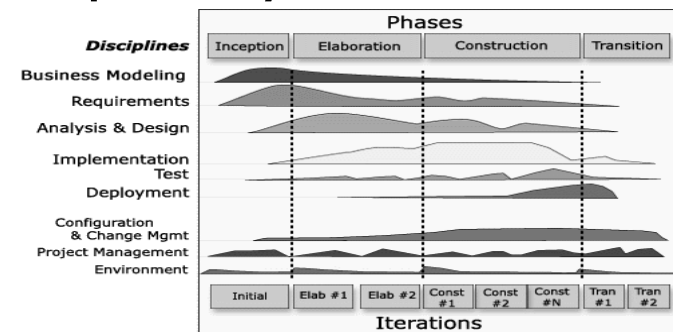 Phases
Disciplines Inception Elaboration Construction Transition
Business Modeling
Requirements
Analysis & Design
Implementation
Test
Deployment
Configuration
& Change Mgmt
Project Management
Environment
Initial Elab #1 Elab #2 Const #1 Const #2 Const #N Tran #1 Tran #2
Iterations